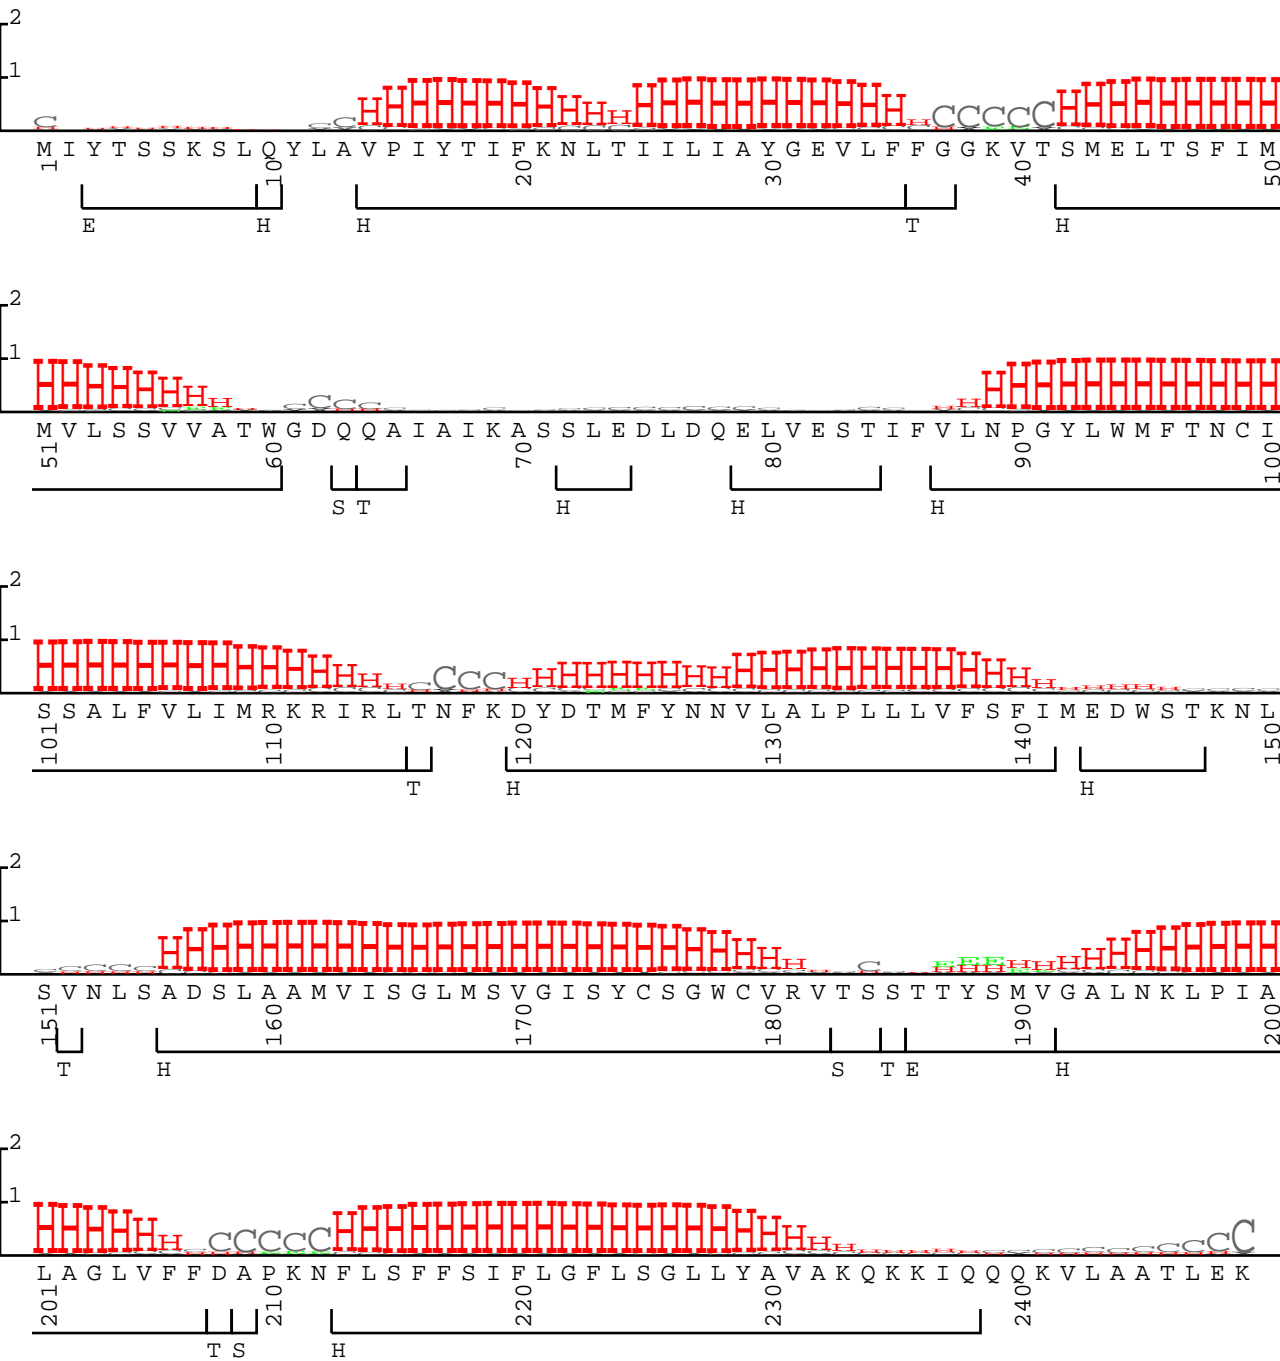 2
1
M I Y T S S K S L Q Y L A V P I Y T I F K N L T I I L I A Y G E V L F F G G K V T S M E L T S F I M
1 10 20 30 40 50
E H H T H
2
1
M V L S S V V A T W G D Q Q A I A I K A S S L E D L D Q E L V E S T I F V L N P G Y L W M F T N C I
51 60 70 80 90 100
S T H H H
2
1
S S A L F V L I M R K R I R L T N F K D Y D T M F Y N N V L A L P L L L V F S F I M E D W S T K N L
101 110 120 130 140 150
T H H
2
1
S V N L S A D S L A A M V I S G L M S V G I S Y C S G W C V R V T S S T T Y S M V G A L N K L P I A
151 160 170 180 190 200
T H S T E H
2
1
L A G L V F F D A P K N F L S F F S I F L G F L S G L L Y A V A K Q K K I Q Q Q K V L A A T L E K
201 210 220 230 240
T S H